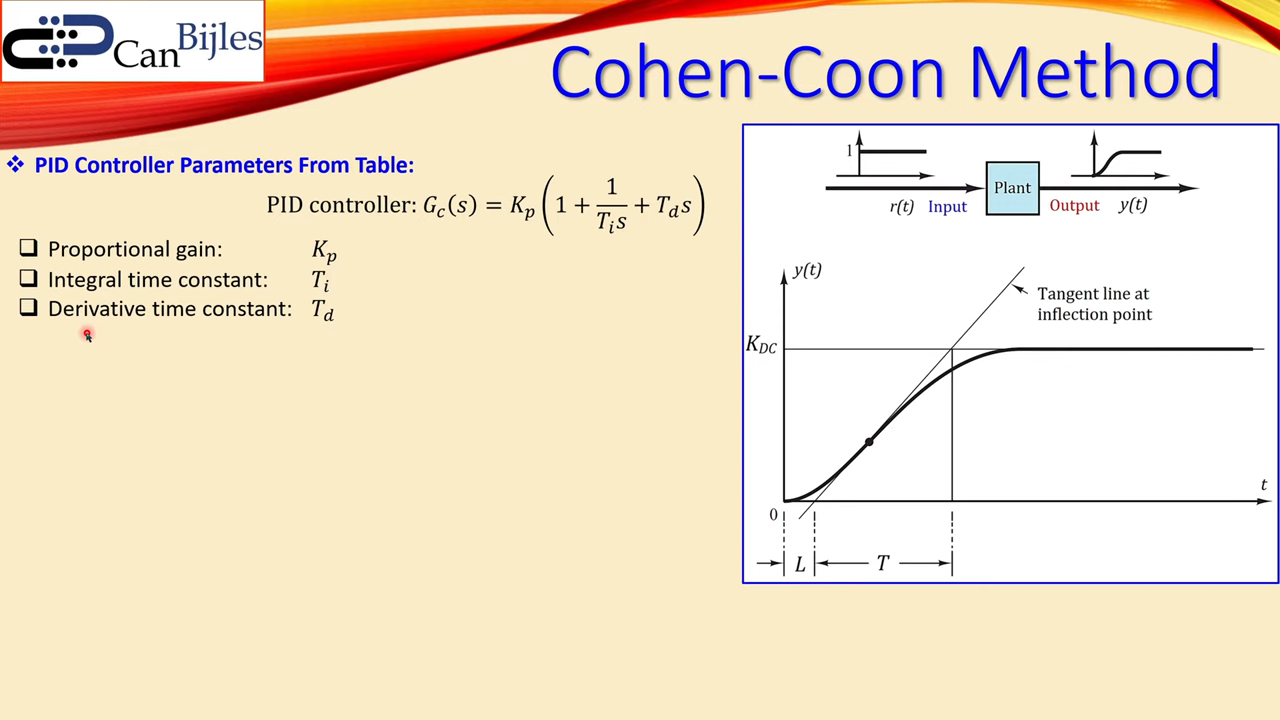 CanBijles
Cohen-Coon Method
❖ PID Controller Parameters From Table:
PID controller: G_c(s) = K_p (1 + 1/(T_i s) + T_d s)
❑ Proportional gain: K_p
❑ Integral time constant: T_i
❑ Derivative time constant: T_d
1
Plant
r(t) Input
Output y(t)
y(t)
Tangent line at
inflection point
K_DC
t
0
L
T